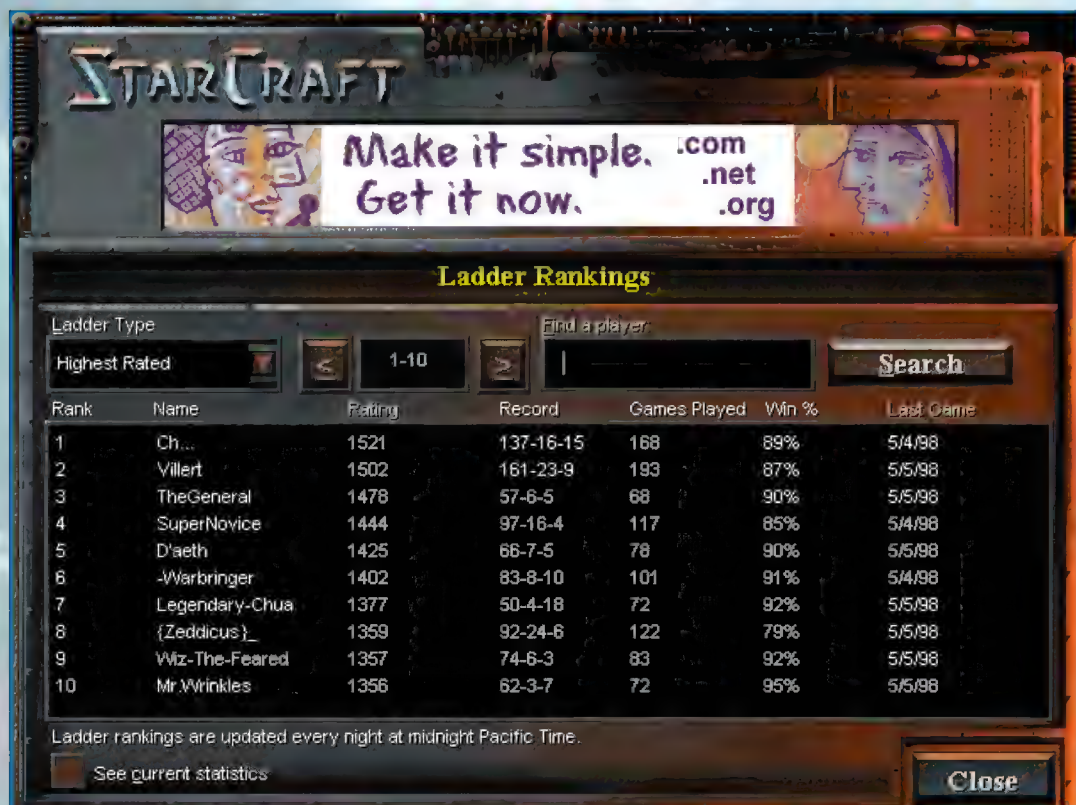 STARCRAFT
Make it simple. .com
Get it now. .net
.org
Ladder Rankings
Ladder Type
Find a player:
Highest Rated
<
1-10
>
Search
Rank Name Rating Record Games Played Win % Last Game
1 Ch... 1521 137-16-15 168 89% 5/4/98
2 Villert 1502 161-23-9 193 87% 5/5/98
3 TheGeneral 1478 57-6-5 68 90% 5/5/98
4 SuperNovice 1444 97-16-4 117 85% 5/4/98
5 D'aeth 1425 66-7-5 78 90% 5/5/98
6 -Warbringer 1402 83-8-10 101 91% 5/4/98
7 Legendary-Chua 1377 50-4-18 72 92% 5/5/98
8 {Zeddicus}_ 1359 92-24-6 122 79% 5/5/98
9 Wiz-The-Feared 1357 74-6-3 83 92% 5/5/98
10 Mr.Wrinkles 1356 62-3-7 72 95% 5/5/98
Ladder rankings are updated every night at midnight Pacific Time.
See current statistics
Close